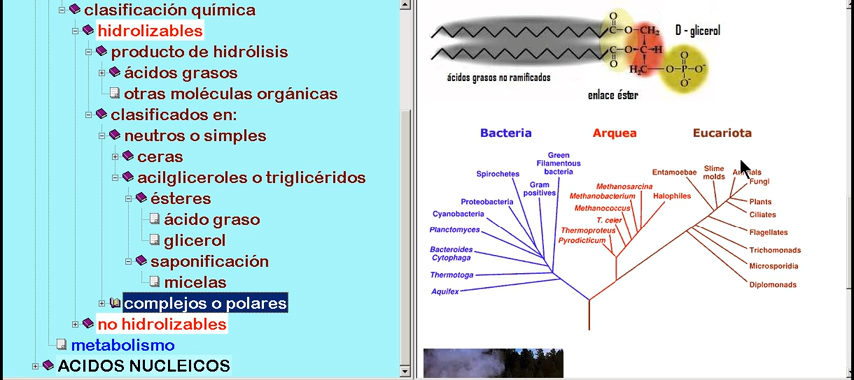 clasificación química
hidrolizables
producto de hidrólisis
ácidos grasos
otras moléculas orgánicas
clasificados en:
neutros o simples
ceras
acilgliceroles o triglicéridos
ésteres
ácido graso
glicerol
saponificación
micelas
complejos o polares
no hidrolizables
metabolismo
ACIDOS NUCLEICOS
D - glicerol
ácidos grasos no ramificados
enlace éster
Bacteria
Arquea
Eucariota
Green
Filamentous
bacteria
Spirochetes
Gram
positives
Proteobacteria
Cyanobacteria
Planctomyces
Bacteroides
Cytophaga
Thermotoga
Aquifex
Methanosarcina
Methanobacterium
Halophiles
Methanococcus
T. celer
Thermoproteus
Pyrodicticum
Entamoebae
Slime
molds
Fungi
Plants
Ciliates
Flagellates
Trichomonads
Microsporidia
Diplomonads